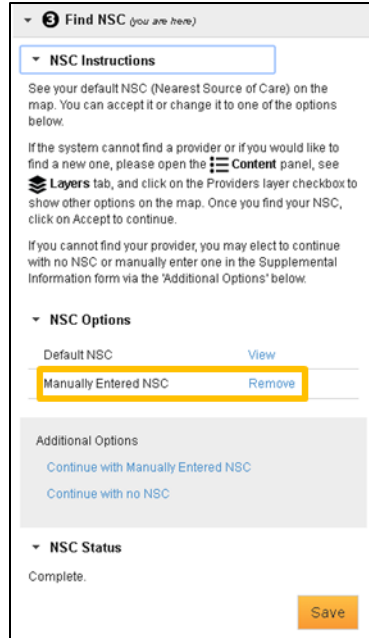 3 Find NSC (you are here)
NSC Instructions
See your default NSC (Nearest Source of Care) on the
map. You can accept it or change it to one of the options
below.
If the system cannot find a provider or if you would like to
find a new one, please open the Content panel, see
Layers tab, and click on the Providers layer checkbox to
show other options on the map. Once you find your NSC,
click on Accept to continue.
If you cannot find your provider, you may elect to continue
with no NSC or manually enter one in the Supplemental
Information form via the 'Additional Options' below.
NSC Options
Default NSC View
Manually Entered NSC Remove
Additional Options
Continue with Manually Entered NSC
Continue with no NSC
NSC Status
Complete.
Save